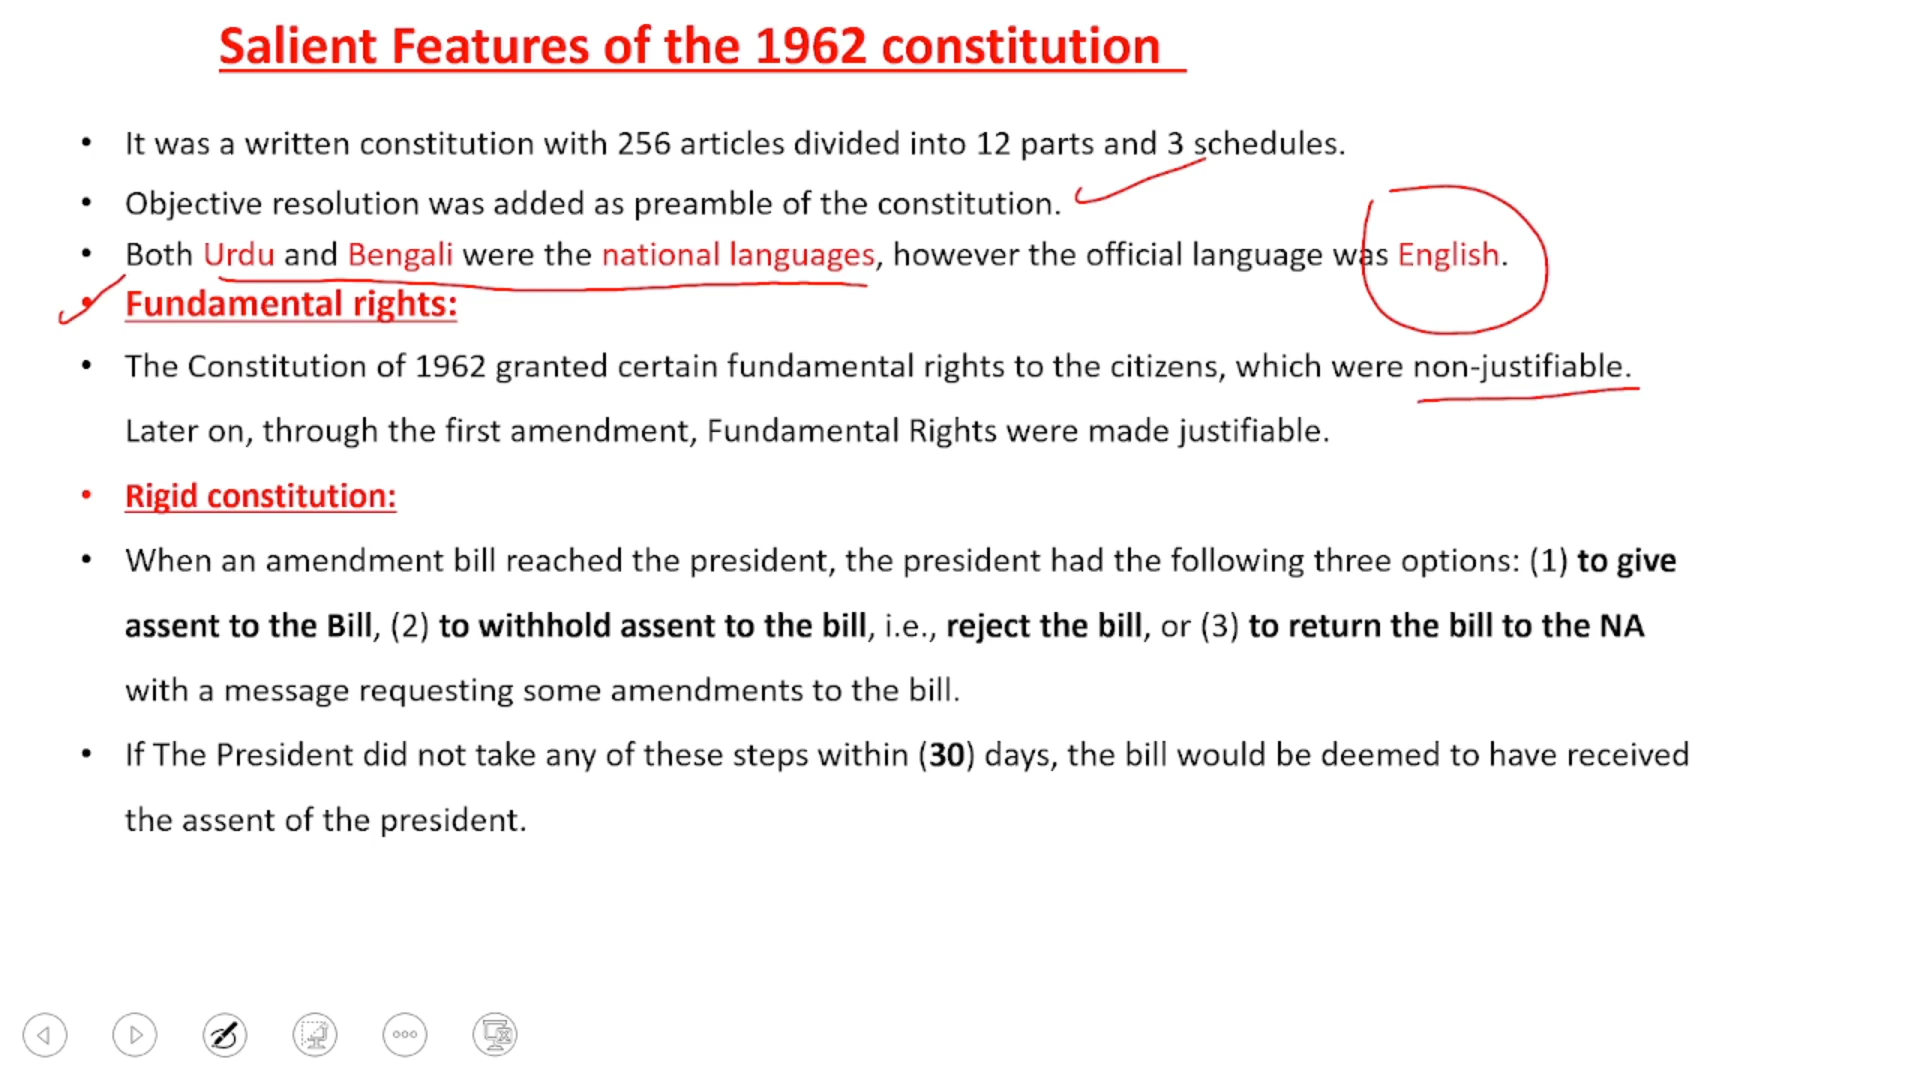 Salient Features of the 1962 constitution
• It was a written constitution with 256 articles divided into 12 parts and 3 schedules.
• Objective resolution was added as preamble of the constitution.
• Both Urdu and Bengali were the national languages, however the official language was English.
• Fundamental rights:
• The Constitution of 1962 granted certain fundamental rights to the citizens, which were non-justifiable.
Later on, through the first amendment, Fundamental Rights were made justifiable.
• Rigid constitution:
• When an amendment bill reached the president, the president had the following three options: (1) to give
assent to the Bill, (2) to withhold assent to the bill, i.e., reject the bill, or (3) to return the bill to the NA
with a message requesting some amendments to the bill.
• If The President did not take any of these steps within (30) days, the bill would be deemed to have received
the assent of the president.